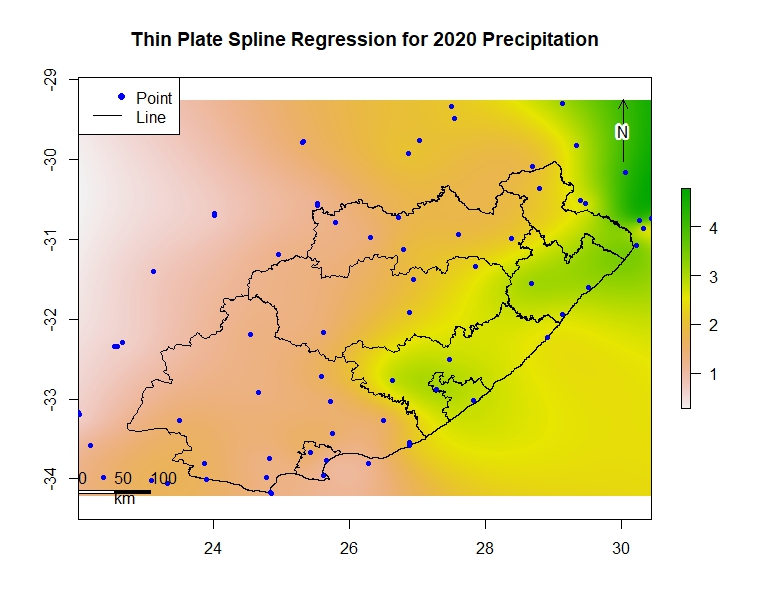 Thin Plate Spline Regression for 2020 Precipitation
Point
Line
N
-29
-30
-31
-32
-33
-34
4
3
2
1
0 50 100
km
24 26 28 30